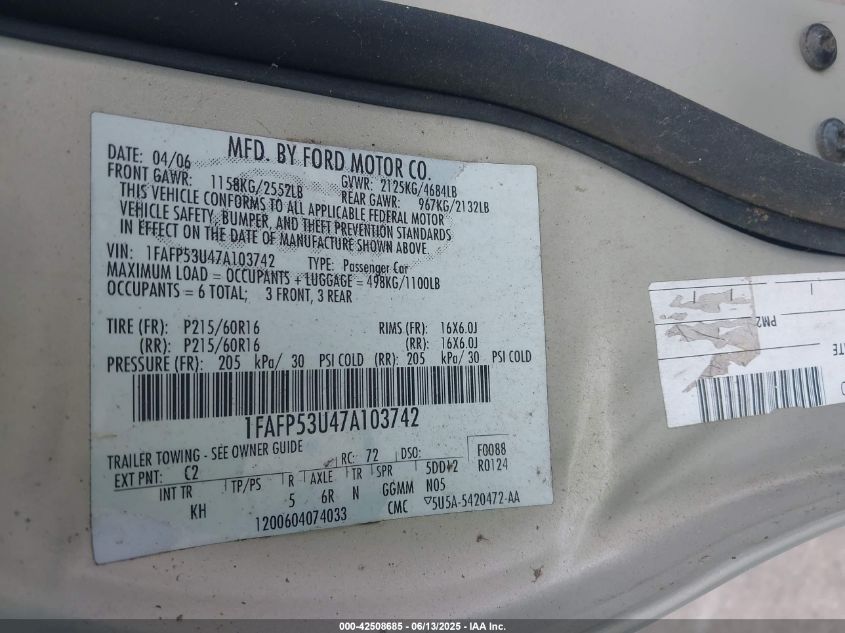 DATE: 04/06 MFD. BY FORD MOTOR CO.
FRONT GAWR: 1158KG/2552LB GVWR: 2125KG/4684LB
REAR GAWR: 967KG/2132LB
THIS VEHICLE CONFORMS TO ALL APPLICABLE FEDERAL MOTOR
VEHICLE SAFETY, BUMPER, AND THEFT PREVENTION STANDARDS
IN EFFECT ON THE DATE OF MANUFACTURE SHOWN ABOVE.
VIN: 1FAFP53U47A103742 TYPE: Passenger Car
MAXIMUM LOAD = OCCUPANTS + LUGGAGE = 498KG/1100LB
OCCUPANTS = 6 TOTAL; 3 FRONT, 3 REAR
TIRE (FR): P215/60R16 RIMS (FR): 16X6.0J
(RR): P215/60R16 (RR): 16X6.0J
PRESSURE (FR): 205 kPa/ 30 PSI COLD (RR): 205 kPa/ 30 PSI COLD
1FAFP53U47A103742
TRAILER TOWING - SEE OWNER GUIDE
EXT PNT: C2 RC: 72 DSO: F0088
R0124
INT TR TP/PS R AXLE TR SPR 5DD12
KH 5 6R N GGMM N05
1200604074033 CMC ▽5U5A-5420472-AA
PM2
000-42508685 - 06/13/2025 - IAA, Inc.